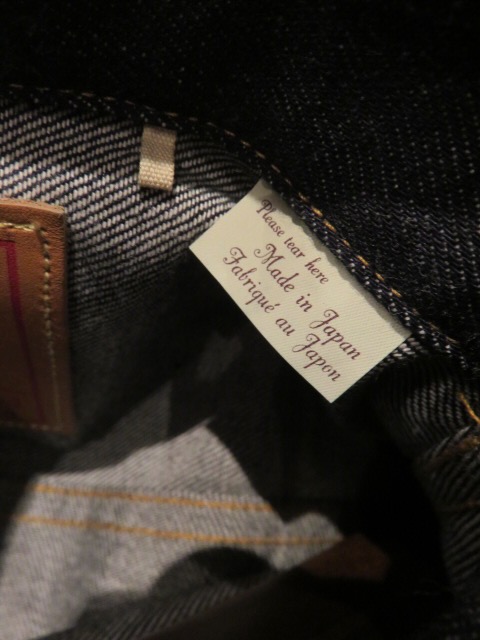 Please tear here
Made in Japan
Fabriqué au Japon